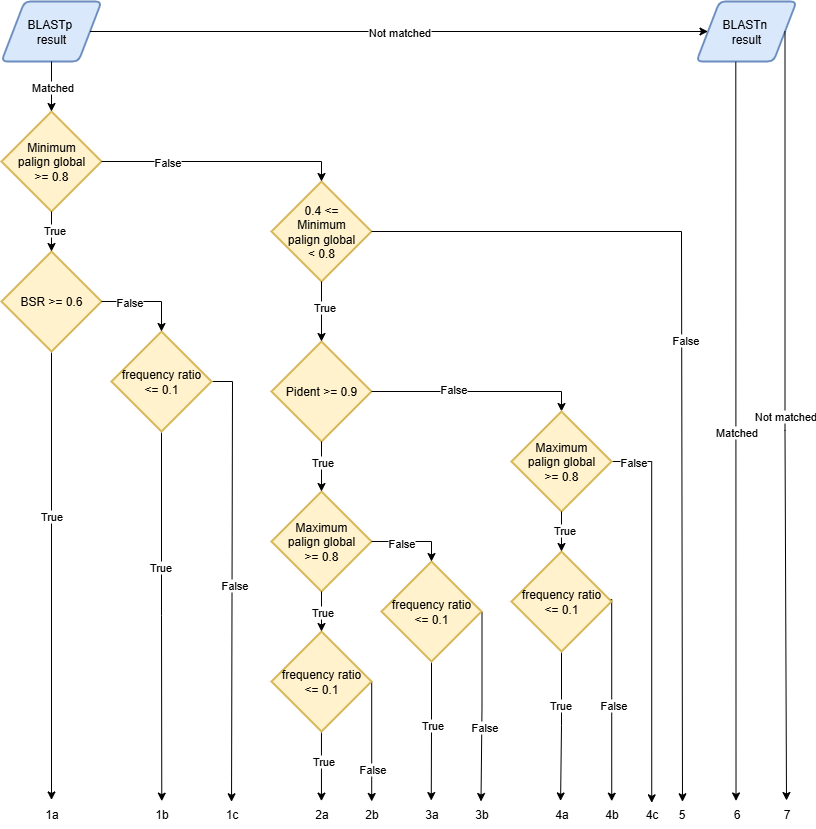 BLASTp
result
Not matched
BLASTn
result
Matched
Minimum
palign global
>= 0.8
False
True
0.4 <=
Minimum
palign global
< 0.8
BSR >= 0.6
False
True
False
frequency ratio
<= 0.1
Pident >= 0.9
False
Not matched
Matched
Maximum
palign global
>= 0.8
False
True
True
Maximum
palign global
>= 0.8
False
True
True
False
frequency ratio
<= 0.1
frequency ratio
<= 0.1
True
True
False
frequency ratio
<= 0.1
True
False
True
False
True
False
1a
1b
1c
2a
2b
3a
3b
4a
4b
4c
5
6
7